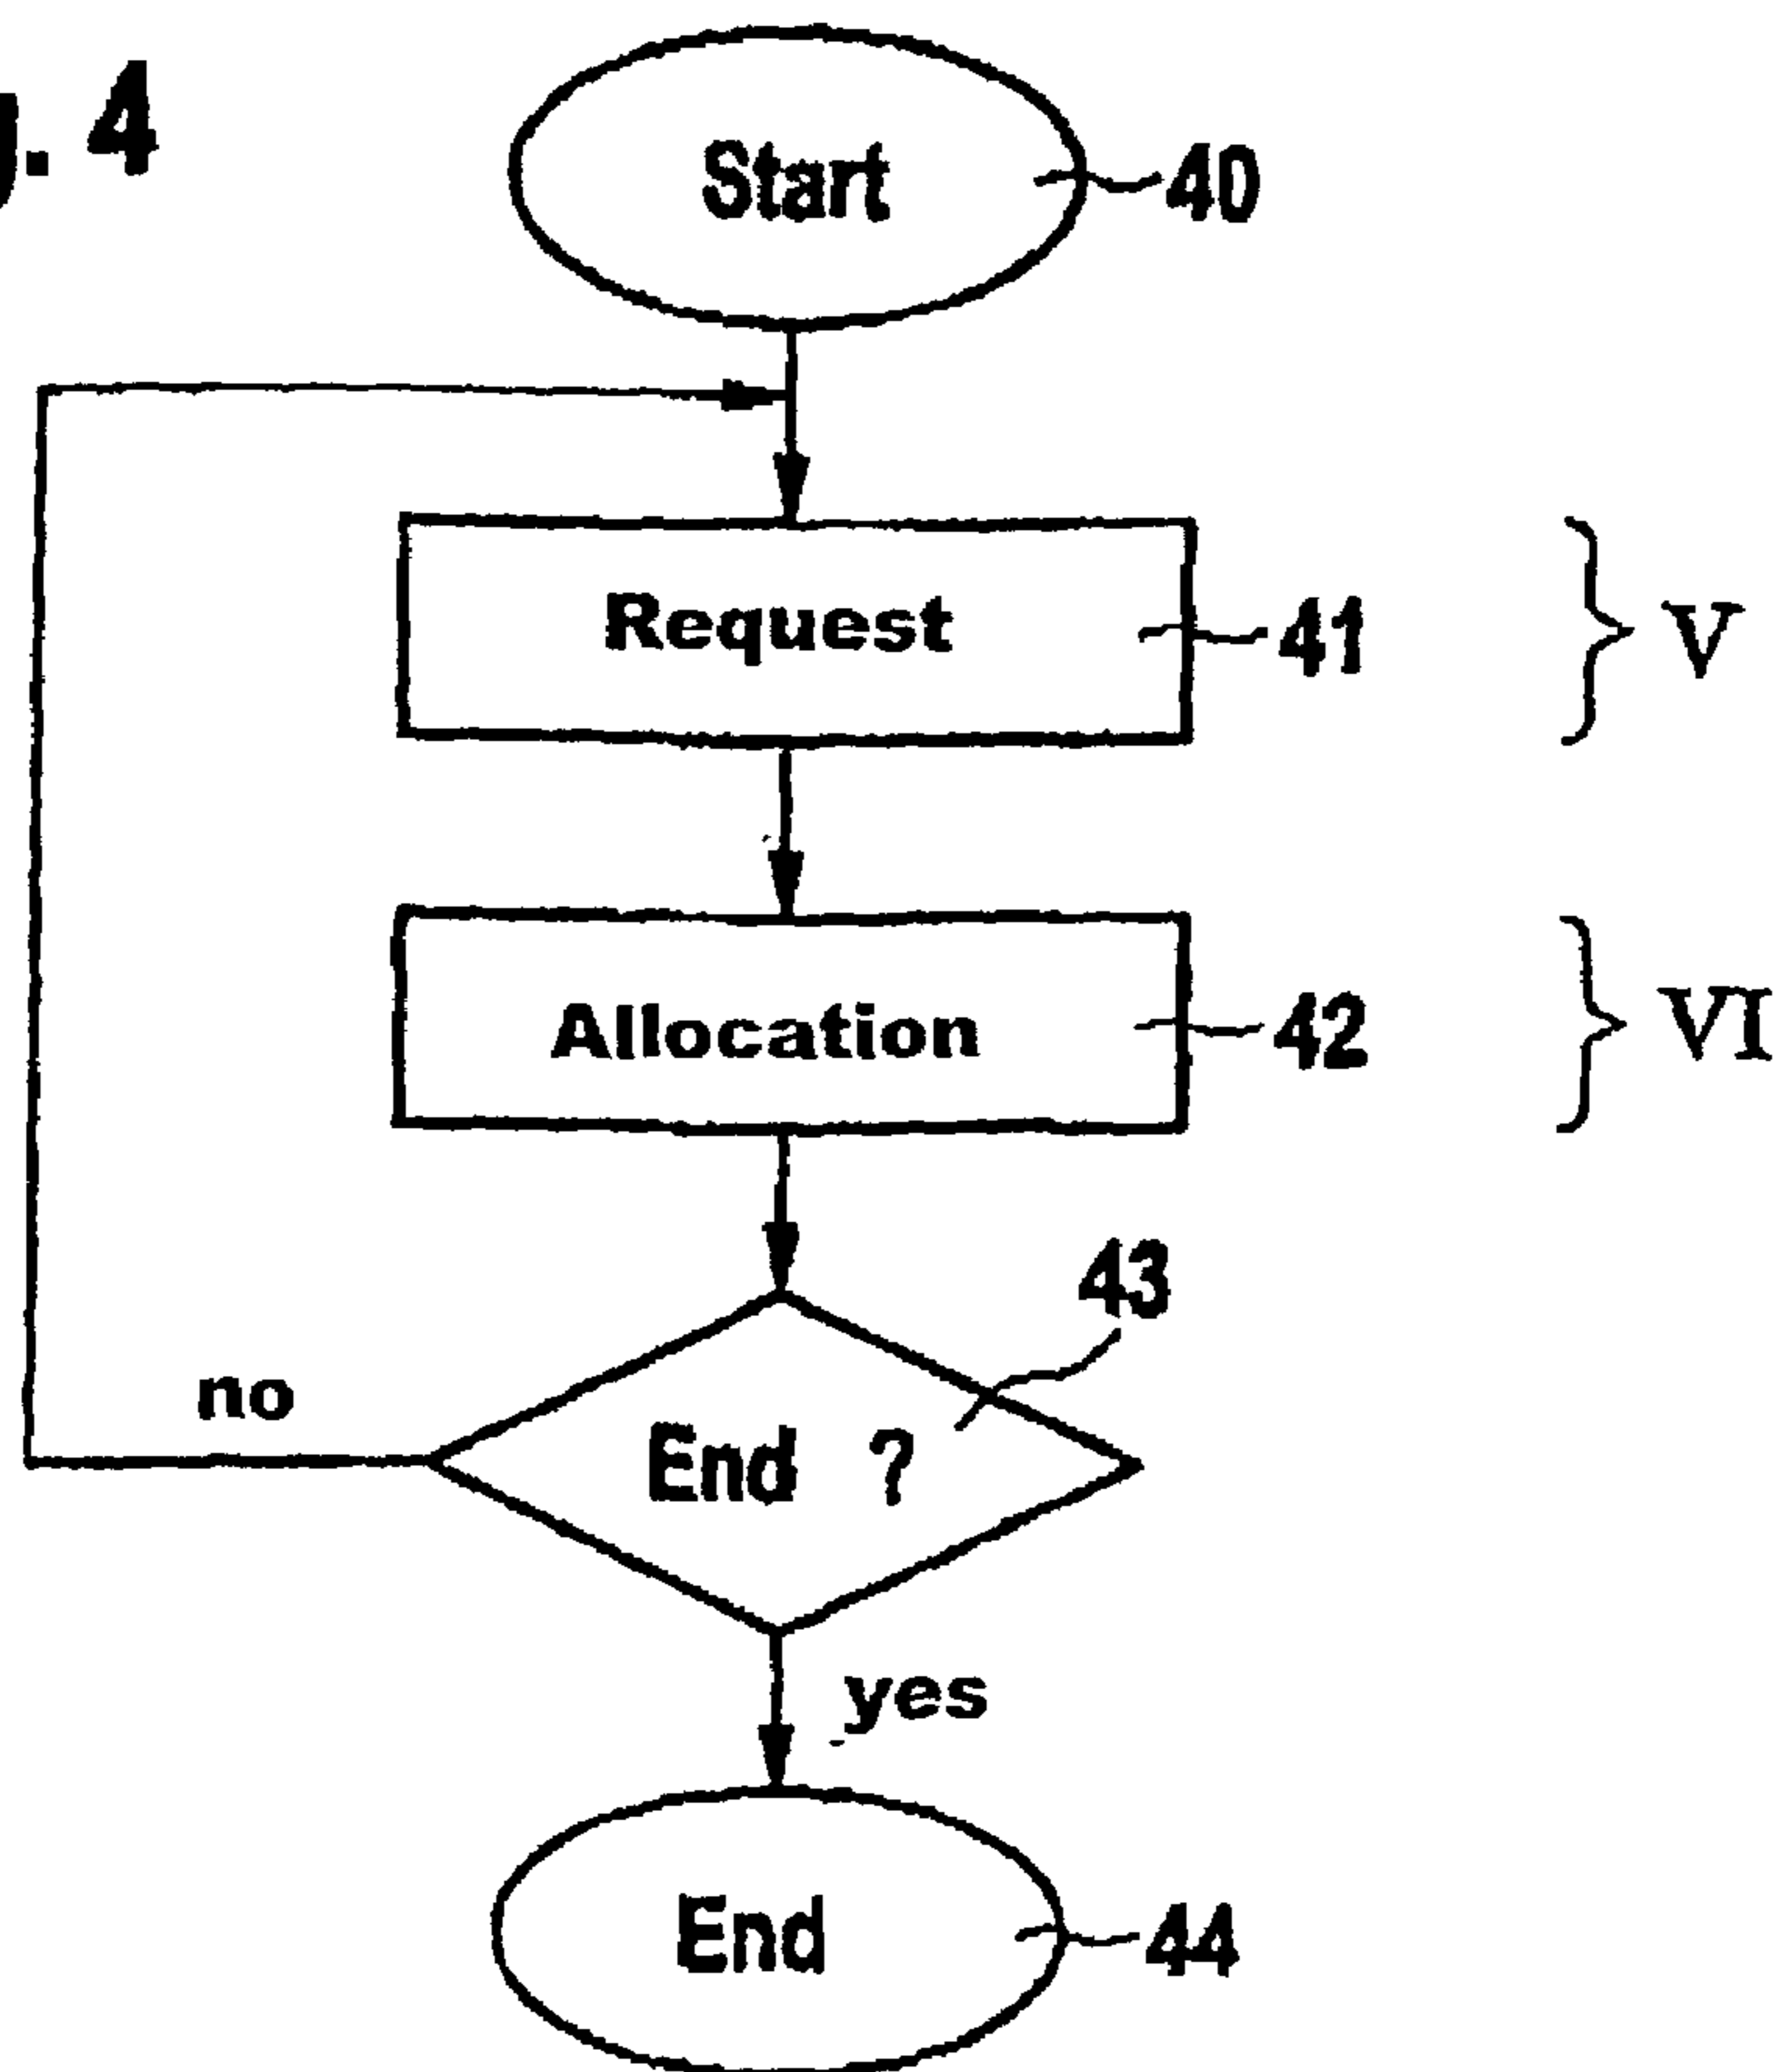 . 4
Start
40
Request
41
V
Allocation
42
VI
43
no
End ?
yes
End
44